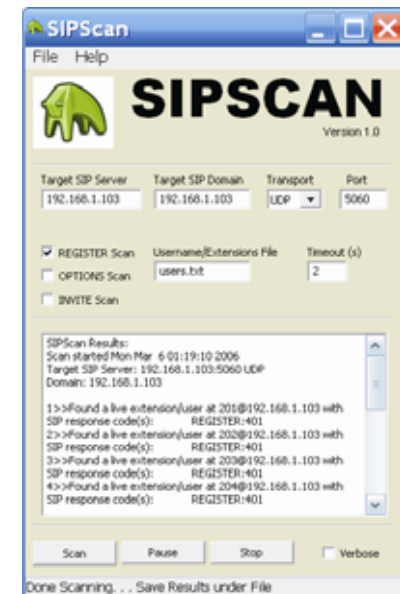 SIPScan
File Help
SIPSCAN
Version 1.0
Target SIP Server Target SIP Domain Transport Port
192.168.1.103 192.168.1.103 UDP 5060
REGISTER Scan Username/Extensions File Timeout (s)
OPTIONS Scan users.txt 2
INVITE Scan
SIPScan Results:
Scan started Mon Mar 6 01:19:10 2006
Target SIP Server: 192.168.1.103:5060 UDP
Domain: 192.168.1.103
1>>Found a live extension/user at 201@192.168.1.103 with
SIP response code(s): REGISTER:401
2>>Found a live extension/user at 202@192.168.1.103 with
SIP response code(s): REGISTER:401
3>>Found a live extension/user at 203@192.168.1.103 with
SIP response code(s): REGISTER:401
4>>Found a live extension/user at 204@192.168.1.103 with
SIP response code(s): REGISTER:401
Scan Pause Stop Verbose
Done Scanning. . . Save Results under File